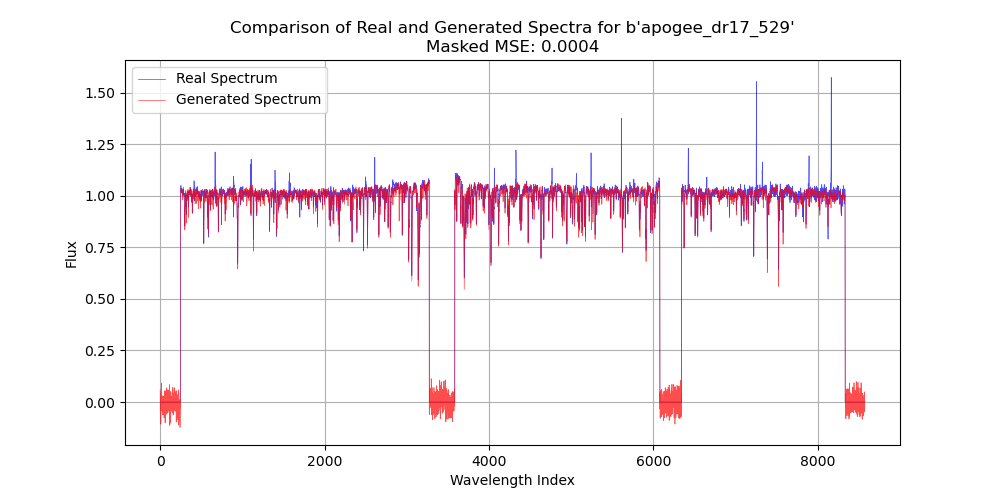 Comparison of Real and Generated Spectra for b'apogee_dr17_529'
Masked MSE: 0.0004
Real Spectrum
Generated Spectrum
1.50
1.25
1.00
0.75
0.50
0.25
0.00
Flux
0 2000 4000 6000 8000
Wavelength Index